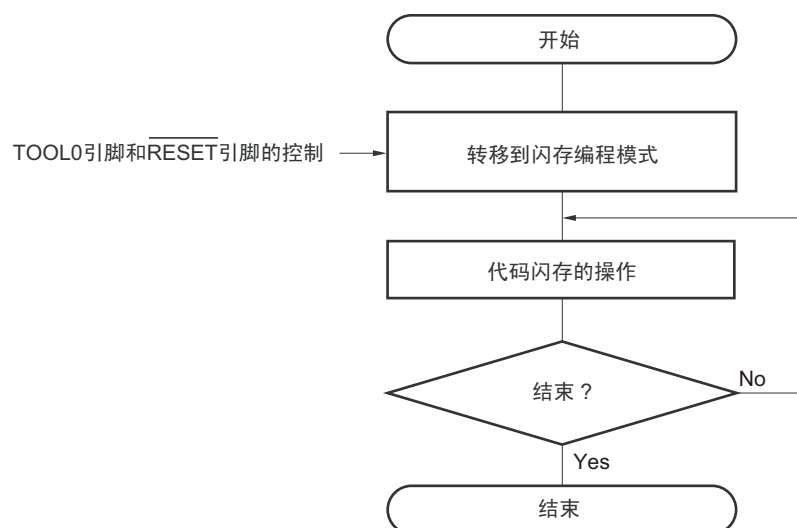 开始
TOOL0引脚和RESET引脚的控制
转移到闪存编程模式
代码闪存的操作
结束？
No
Yes
结束